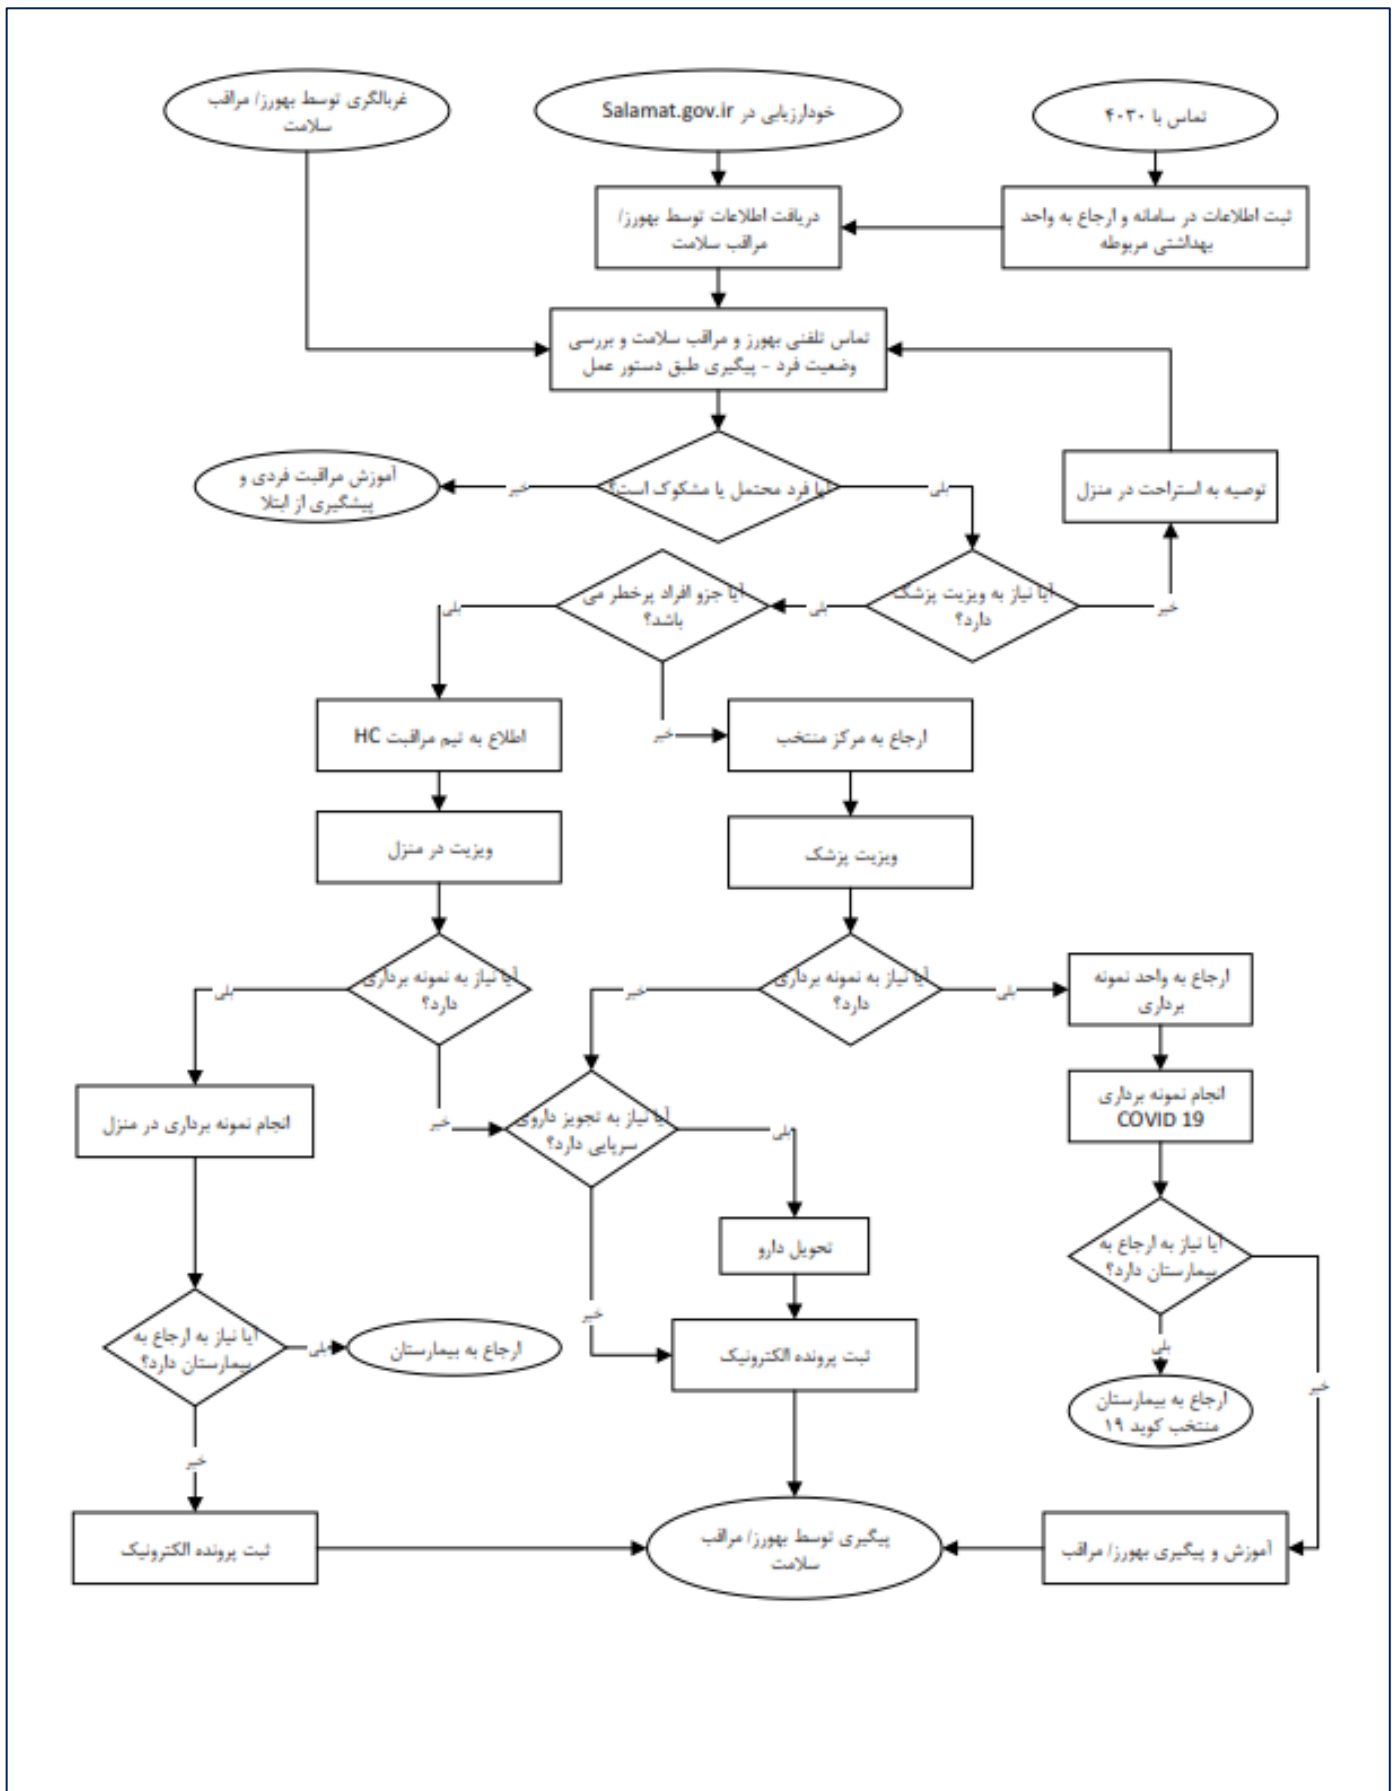 تماس با ۴۰۳۰
خودارزیابی در Salamat.gov.ir
غربالگری توسط بهورز/ مراقب
سلامت
ثبت اطلاعات در سامانه و ارجاع به واحد
بهداشتی مربوطه
دریافت اطلاعات توسط بهورز/
مراقب سلامت
تماس تلفنی بهورز و مراقب سلامت و بررسی
وضعیت فرد - پیگیری طبق دستور عمل
توصیه به استراحت در منزل
بلی
آیا فرد محتمل یا مشکوک است؟
خیر
آموزش مراقبت فردی و
پیشگیری از ابتلا
خیر
آیا نیاز به ویزیت پزشک
دارد؟
بلی
آیا جزو افراد پرخطر می
باشد؟
بلی
خیر
ارجاع به مرکز منتخب
اطلاع به تیم مراقبت HC
ویزیت پزشک
ویزیت در منزل
ارجاع به واحد نمونه
برداری
بلی
آیا نیاز به نمونه برداری
دارد؟
خیر
آیا نیاز به نمونه برداری
دارد؟
بلی
خیر
انجام نمونه برداری
COVID 19
بلی
آیا نیاز به تجویز داروی
سرپایی دارد؟
انجام نمونه برداری در منزل
تحویل دارو
آیا نیاز به ارجاع به
بیمارستان دارد؟
خیر
بلی
خیر
ثبت پرونده الکترونیک
ارجاع به بیمارستان
بلی
آیا نیاز به ارجاع به
بیمارستان دارد؟
خیر
ارجاع به بیمارستان
منتخب کوید ۱۹
آموزش و پیگیری بهورز/ مراقب
پیگیری توسط بهورز/ مراقب
سلامت
ثبت پرونده الکترونیک